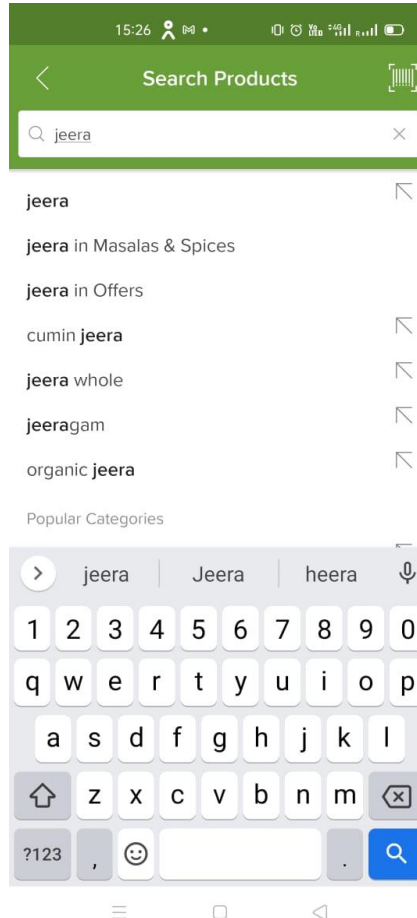 15:26
Search Products
jeera
jeera
jeera in Masalas & Spices
jeera in Offers
cumin jeera
jeera whole
jeeragam
organic jeera
Popular Categories
jeera Jeera heera
1 2 3 4 5 6 7 8 9 0
q w e r t y u i o p
a s d f g h j k l
z x c v b n m
?123 , .